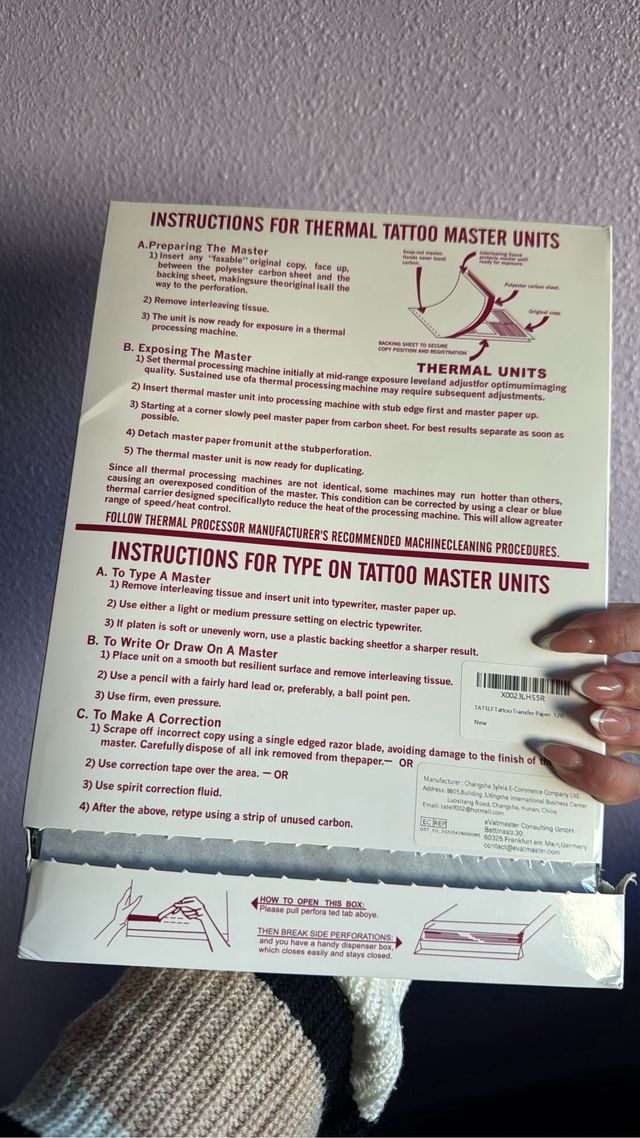 INSTRUCTIONS FOR THERMAL TATTOO MASTER UNITS
A.Preparing The Master
1) Insert any "faxable" original copy, face up,
between the polyester carbon sheet and the
backing sheet, makingsure theoriginal isall the
way to the perforation.
2) Remove interleaving tissue.
3) The unit is now ready for exposure in a thermal
processing machine.
Snap-out master.
Hands never touch
carbon.
Interleaving tissue
protects master until
ready for exposure.
Polyester carbon sheet.
Original copy.
BACKING SHEET TO SECURE
COPY POSITION AND REGISTRATION
THERMAL UNITS
B. Exposing The Master
1) Set thermal processing machine initially at mid-range exposure leveland adjustfor optimumimaging
quality. Sustained use ofa thermal processing machine may require subsequent adjustments.
2) Insert thermal master unit into processing machine with stub edge first and master paper up.
3) Starting at a corner slowly peel master paper from carbon sheet. For best results separate as soon as
possible.
4) Detach master paper fromunit at the stubperforation.
5) The thermal master unit is now ready for duplicating.
Since all thermal processing machines are not identical, some machines may run hotter than others,
causing an overexposed condition of the master. This condition can be corrected by using a clear or blue
thermal carrier designed specificallyto reduce the heat of the processing machine. This will allow agreater
range of speed/heat control.
FOLLOW THERMAL PROCESSOR MANUFACTURER'S RECOMMENDED MACHINECLEANING PROCEDURES.
INSTRUCTIONS FOR TYPE ON TATTOO MASTER UNITS
A. To Type A Master
1) Remove interleaving tissue and insert unit into typewriter, master paper up.
2) Use either a light or medium pressure setting on electric typewriter.
3) If platen is soft or unevenly worn, use a plastic backing sheetfor a sharper result.
B. To Write Or Draw On A Master
1) Place unit on a smooth but resilient surface and remove interleaving tissue.
2) Use a pencil with a fairly hard lead or, preferably, a ball point pen.
3) Use firm, even pressure.
C. To Make A Correction
1) Scrape off incorrect copy using a single edged razor blade, avoiding damage to the finish of the
master. Carefully dispose of all ink removed from thepaper.— OR
2) Use correction tape over the area. — OR
3) Use spirit correction fluid.
4) After the above, retype using a strip of unused carbon.
X0023LHS5R
TATELF Tattoo Transfer Paper, 120
New
Manufacturer: Changsha Sylvia E-Commerce Company Ltd.
Address: B805,Building 3,Xingsha International Business Center
Luositang Road, Changsha, Hunan, China
Email: tatelf002@hotmail.com
EC REP
eVatmaster Consulting GmbH
Bettinastr.30
60325 Frankfurt am Main,Germany
contact@evatmaster.com
HOW TO OPEN THIS BOX:
Please pull perfora ted tab aboye.
THEN BREAK SIDE PERFORATIONS:
and you have a handy dispenser box,
which closes easily and stays closed.